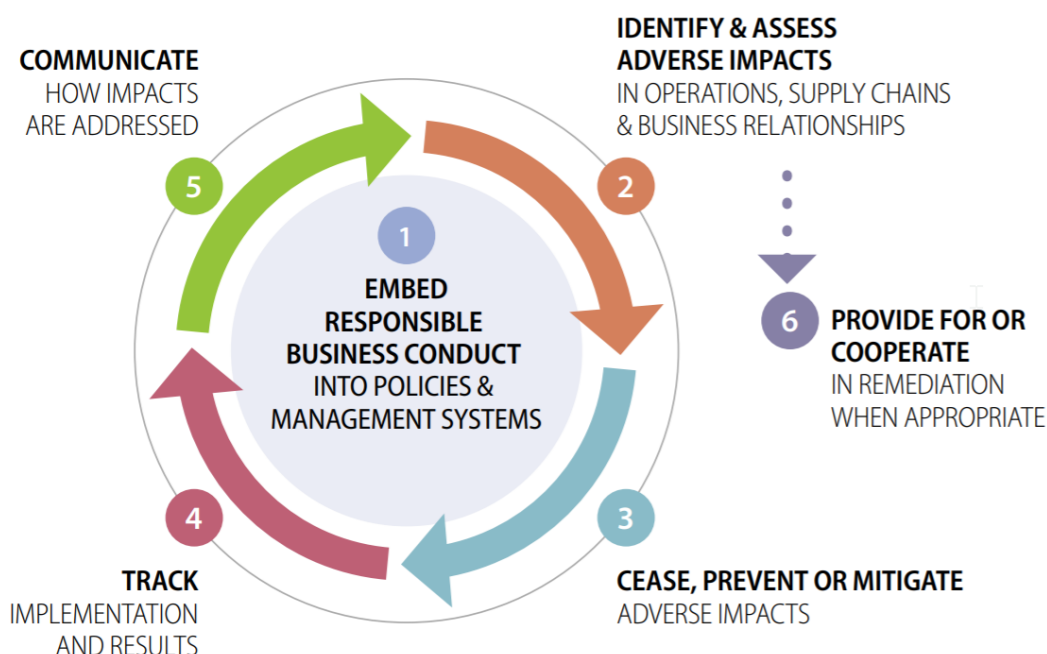 1
EMBED
RESPONSIBLE
BUSINESS CONDUCT
INTO POLICIES &
MANAGEMENT SYSTEMS
2
IDENTIFY & ASSESS
ADVERSE IMPACTS
IN OPERATIONS, SUPPLY CHAINS
& BUSINESS RELATIONSHIPS
3
CEASE, PREVENT OR MITIGATE
ADVERSE IMPACTS
4
TRACK
IMPLEMENTATION
AND RESULTS
5
COMMUNICATE
HOW IMPACTS
ARE ADDRESSED
6
PROVIDE FOR OR
COOPERATE
IN REMEDIATION
WHEN APPROPRIATE